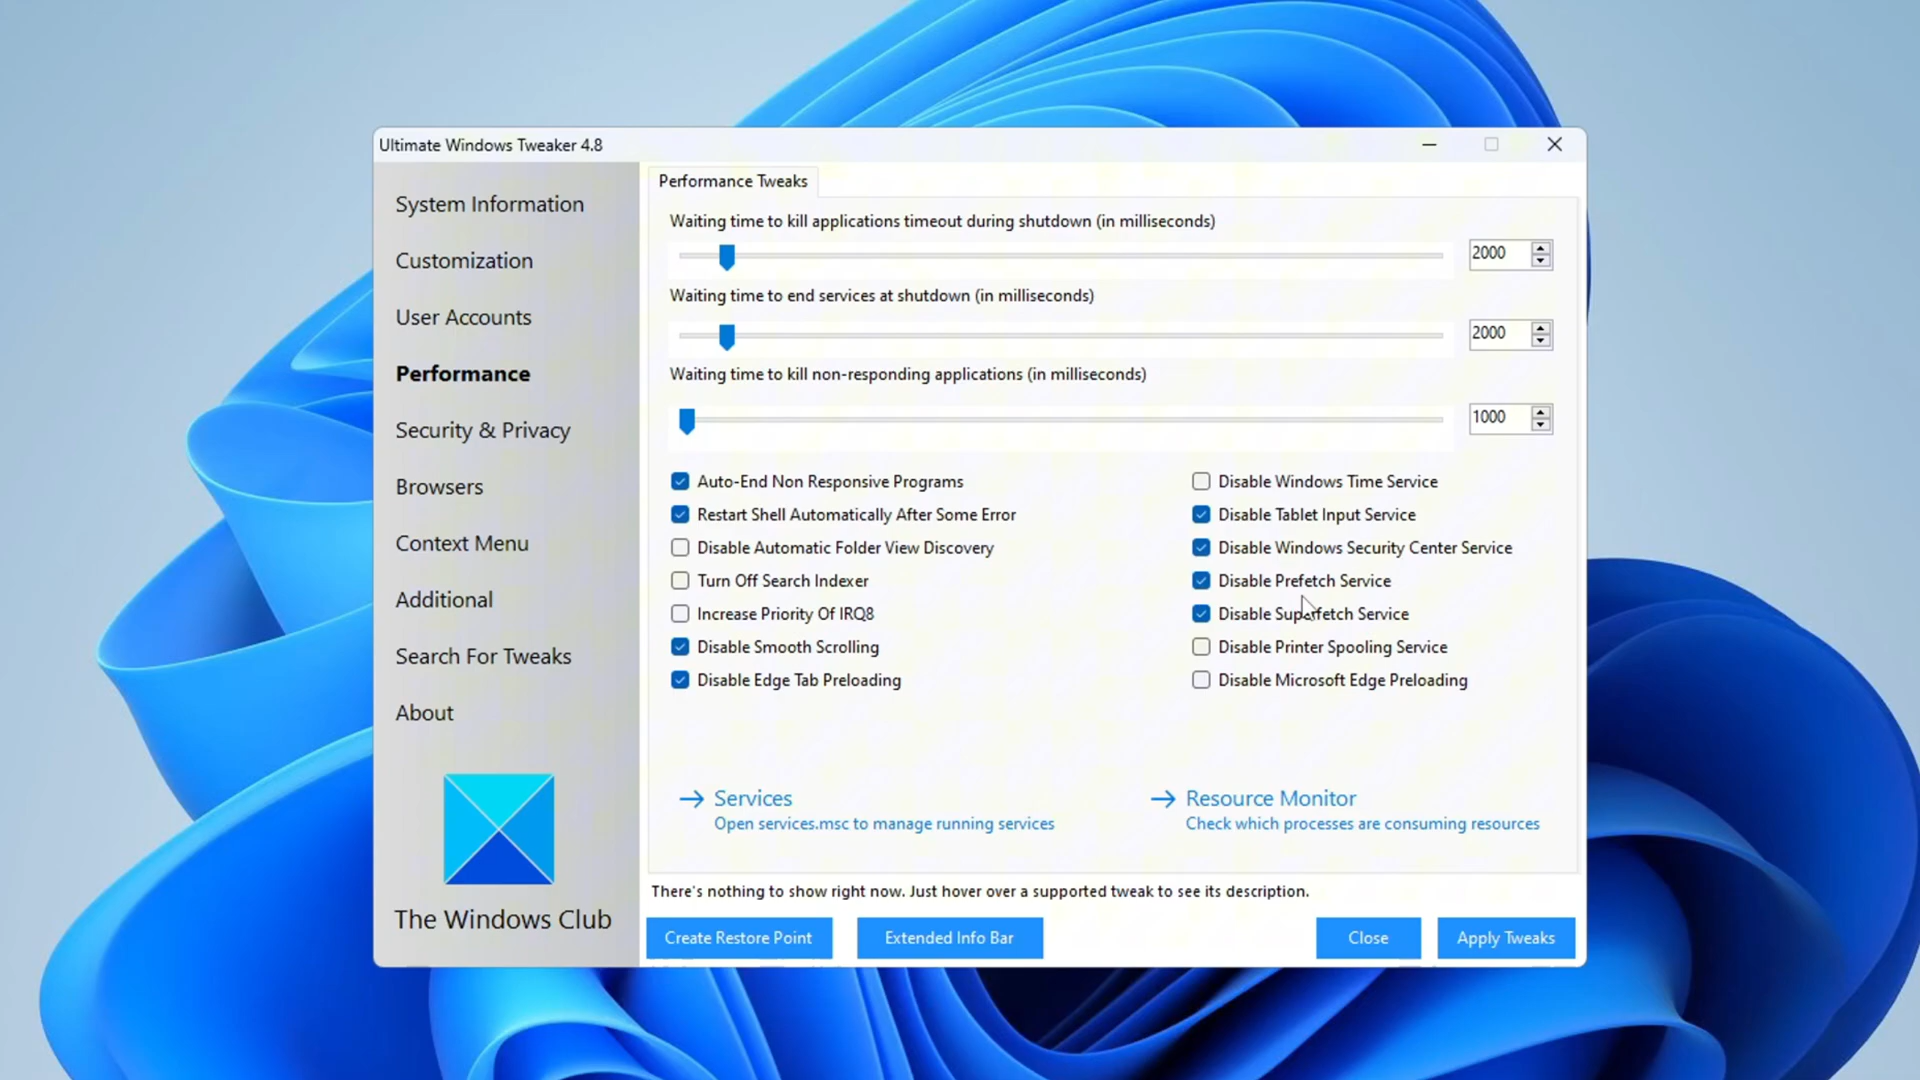 Ultimate Windows Tweaker 4.8
System Information
Customization
User Accounts
Performance
Security & Privacy
Browsers
Context Menu
Additional
Search For Tweaks
About
The Windows Club
Performance Tweaks
Waiting time to kill applications timeout during shutdown (in milliseconds)
2000
Waiting time to end services at shutdown (in milliseconds)
2000
Waiting time to kill non-responding applications (in milliseconds)
1000
Auto-End Non Responsive Programs
Restart Shell Automatically After Some Error
Disable Automatic Folder View Discovery
Turn Off Search Indexer
Increase Priority Of IRQ8
Disable Smooth Scrolling
Disable Edge Tab Preloading
Disable Windows Time Service
Disable Tablet Input Service
Disable Windows Security Center Service
Disable Prefetch Service
Disable Superfetch Service
Disable Printer Spooling Service
Disable Microsoft Edge Preloading
Services
Open services.msc to manage running services
Resource Monitor
Check which processes are consuming resources
There's nothing to show right now. Just hover over a supported tweak to see its description.
Create Restore Point
Extended Info Bar
Close
Apply Tweaks